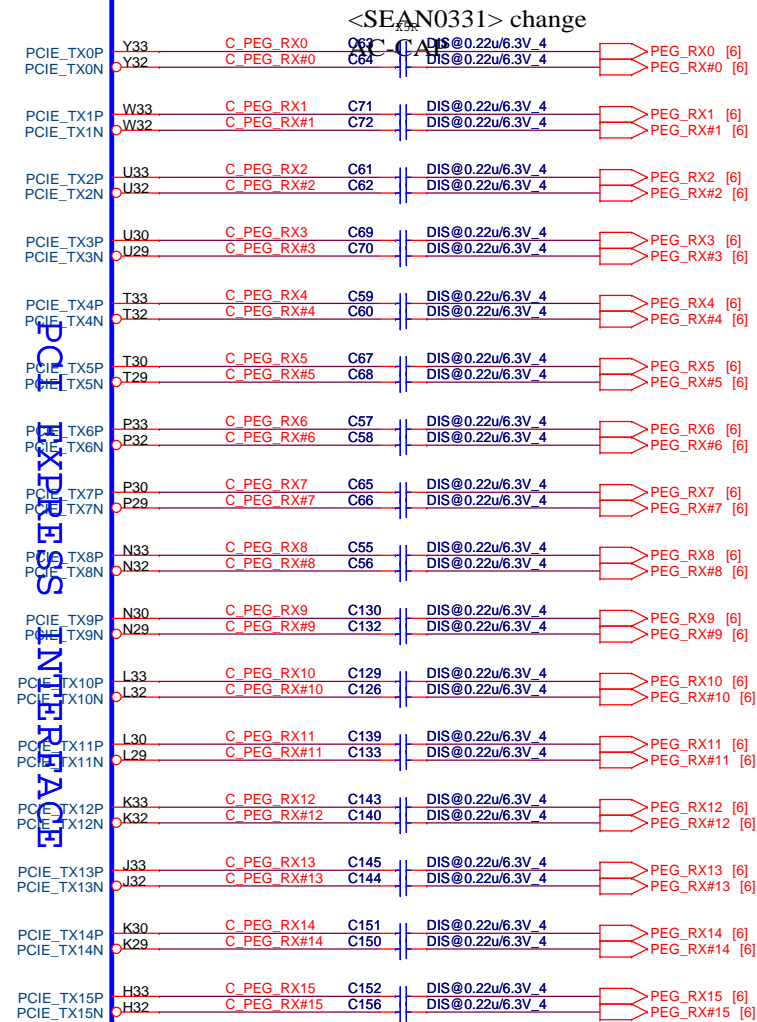 <SEAN0331> change
AC-CAP
X5R
PCIE_TX0P Y33 C_PEG_RX0 C63 DIS@0.22u/6.3V_4 PEG_RX0 [6]
PCIE_TX0N Y32 C_PEG_RX#0 C64 DIS@0.22u/6.3V_4 PEG_RX#0 [6]
PCIE_TX1P W33 C_PEG_RX1 C71 DIS@0.22u/6.3V_4 PEG_RX1 [6]
PCIE_TX1N W32 C_PEG_RX#1 C72 DIS@0.22u/6.3V_4 PEG_RX#1 [6]
PCIE_TX2P U33 C_PEG_RX2 C61 DIS@0.22u/6.3V_4 PEG_RX2 [6]
PCIE_TX2N U32 C_PEG_RX#2 C62 DIS@0.22u/6.3V_4 PEG_RX#2 [6]
PCIE_TX3P U30 C_PEG_RX3 C69 DIS@0.22u/6.3V_4 PEG_RX3 [6]
PCIE_TX3N U29 C_PEG_RX#3 C70 DIS@0.22u/6.3V_4 PEG_RX#3 [6]
PCIE_TX4P T33 C_PEG_RX4 C59 DIS@0.22u/6.3V_4 PEG_RX4 [6]
PCIE_TX4N T32 C_PEG_RX#4 C60 DIS@0.22u/6.3V_4 PEG_RX#4 [6]
PCIE_TX5P T30 C_PEG_RX5 C67 DIS@0.22u/6.3V_4 PEG_RX5 [6]
PCIE_TX5N T29 C_PEG_RX#5 C68 DIS@0.22u/6.3V_4 PEG_RX#5 [6]
PCIE_TX6P P33 C_PEG_RX6 C57 DIS@0.22u/6.3V_4 PEG_RX6 [6]
PCIE_TX6N P32 C_PEG_RX#6 C58 DIS@0.22u/6.3V_4 PEG_RX#6 [6]
PCIE_TX7P P30 C_PEG_RX7 C65 DIS@0.22u/6.3V_4 PEG_RX7 [6]
PCIE_TX7N P29 C_PEG_RX#7 C66 DIS@0.22u/6.3V_4 PEG_RX#7 [6]
PCIE_TX8P N33 C_PEG_RX8 C55 DIS@0.22u/6.3V_4 PEG_RX8 [6]
PCIE_TX8N N32 C_PEG_RX#8 C56 DIS@0.22u/6.3V_4 PEG_RX#8 [6]
PCIE_TX9P N30 C_PEG_RX9 C130 DIS@0.22u/6.3V_4 PEG_RX9 [6]
PCIE_TX9N N29 C_PEG_RX#9 C132 DIS@0.22u/6.3V_4 PEG_RX#9 [6]
PCIE_TX10P L33 C_PEG_RX10 C129 DIS@0.22u/6.3V_4 PEG_RX10 [6]
PCIE_TX10N L32 C_PEG_RX#10 C126 DIS@0.22u/6.3V_4 PEG_RX#10 [6]
PCIE_TX11P L30 C_PEG_RX11 C139 DIS@0.22u/6.3V_4 PEG_RX11 [6]
PCIE_TX11N L29 C_PEG_RX#11 C133 DIS@0.22u/6.3V_4 PEG_RX#11 [6]
PCIE_TX12P K33 C_PEG_RX12 C143 DIS@0.22u/6.3V_4 PEG_RX12 [6]
PCIE_TX12N K32 C_PEG_RX#12 C140 DIS@0.22u/6.3V_4 PEG_RX#12 [6]
PCIE_TX13P J33 C_PEG_RX13 C145 DIS@0.22u/6.3V_4 PEG_RX13 [6]
PCIE_TX13N J32 C_PEG_RX#13 C144 DIS@0.22u/6.3V_4 PEG_RX#13 [6]
PCIE_TX14P K30 C_PEG_RX14 C151 DIS@0.22u/6.3V_4 PEG_RX14 [6]
PCIE_TX14N K29 C_PEG_RX#14 C150 DIS@0.22u/6.3V_4 PEG_RX#14 [6]
PCIE_TX15P H33 C_PEG_RX15 C152 DIS@0.22u/6.3V_4 PEG_RX15 [6]
PCIE_TX15N H32 C_PEG_RX#15 C156 DIS@0.22u/6.3V_4 PEG_RX#15 [6]
PCI EXPRESS INTERFACE